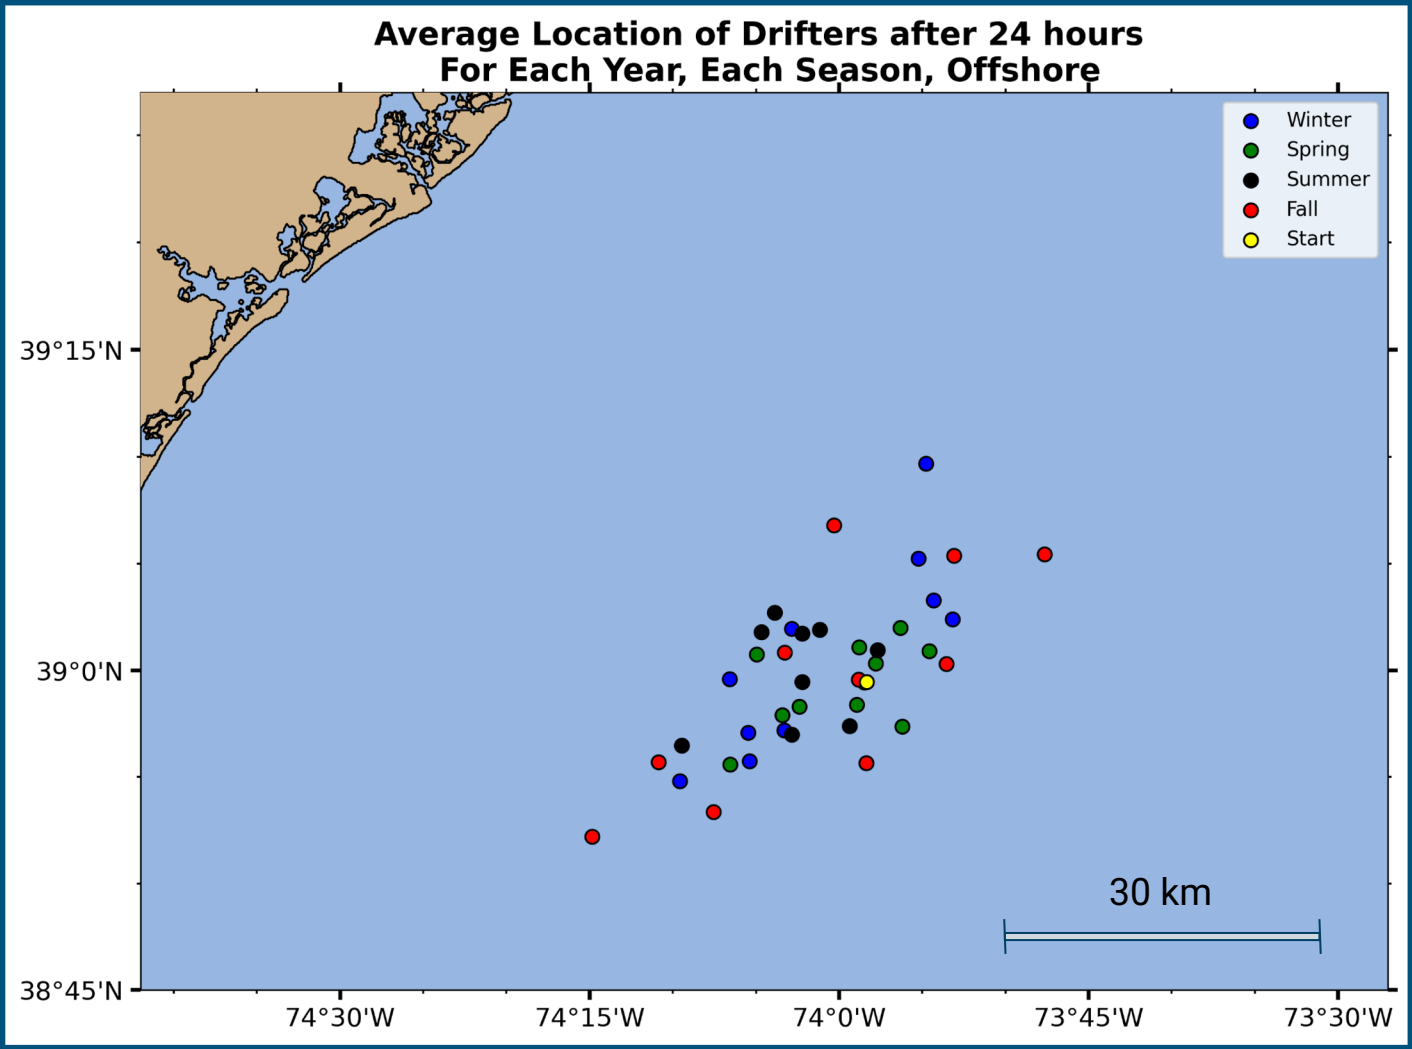 Average Location of Drifters after 24 hours
For Each Year, Each Season, Offshore
Winter
Spring
Summer
Fall
Start
39°15'N
39°0'N
38°45'N
30 km
74°30'W
74°15'W
74°0'W
73°45'W
73°30'W